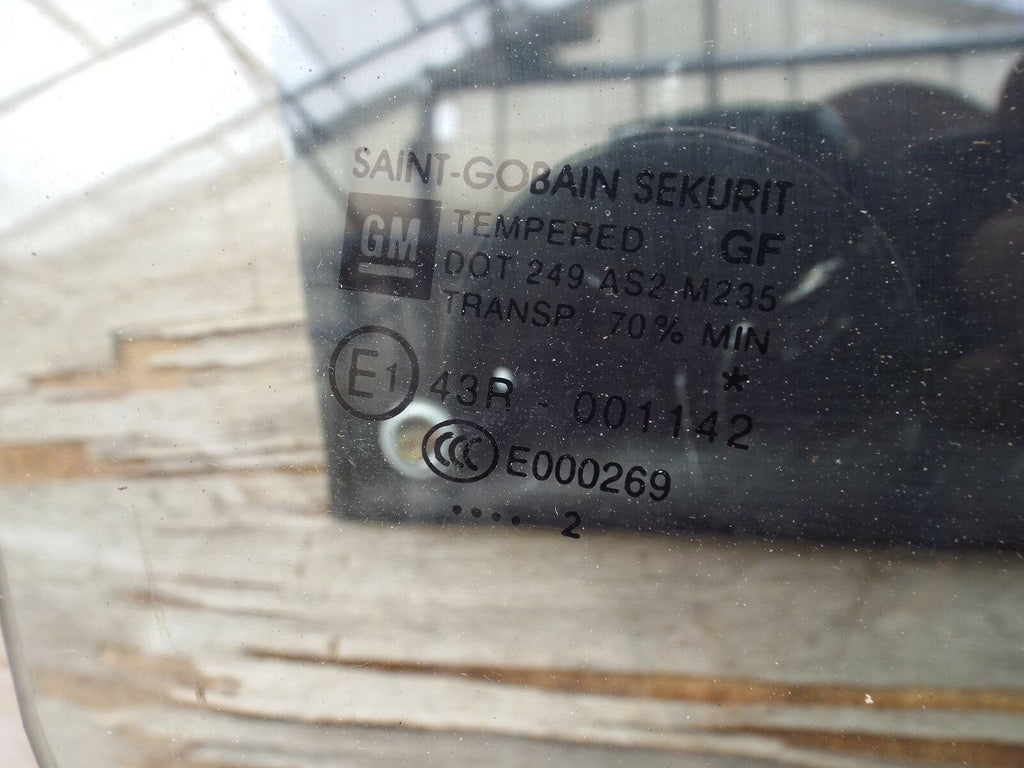 SAINT-GOBAIN SEKURIT
GM TEMPERED GF
DOT 249 AS2 M235
TRANSP. 70% MIN
*
E1 43R - 001142
CCC E000269
.... 2